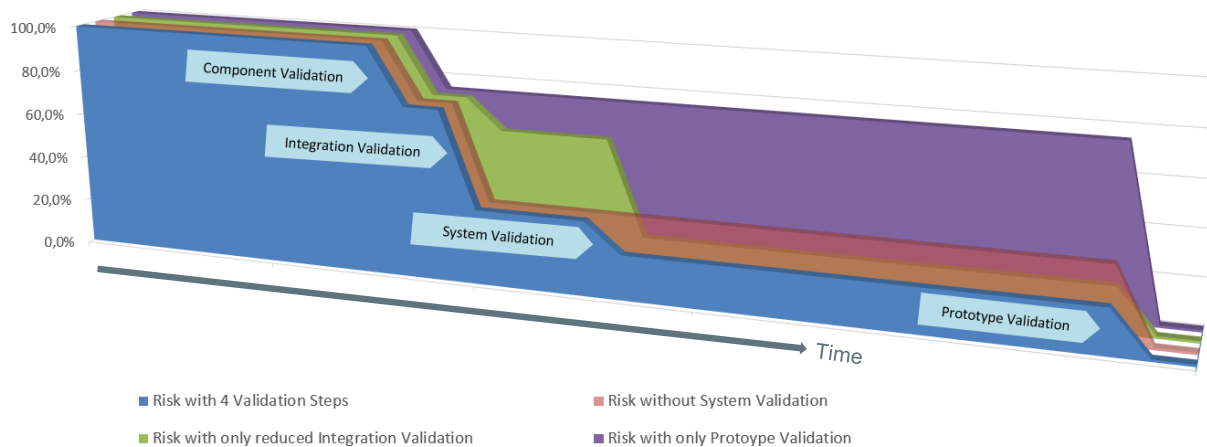 100,0%
80,0%
60,0%
40,0%
20,0%
0,0%
Component Validation
Integration Validation
System Validation
Prototype Validation
Time
Risk with 4 Validation Steps
Risk without System Validation
Risk with only reduced Integration Validation
Risk with only Protoype Validation